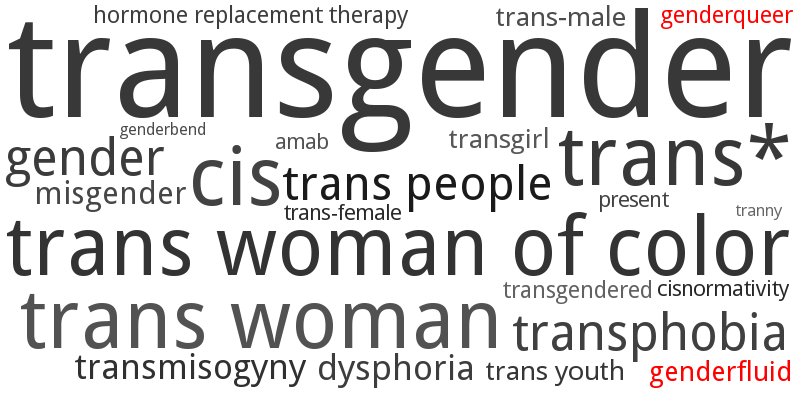 hormone replacement therapy
trans-male
genderqueer
transgender
genderbend
amab
transgirl
trans*
gender
cis
misgender
trans people
present
trans-female
tranny
trans woman of color
transgendered
cisnormativity
trans woman
transphobia
transmisogyny
dysphoria
trans youth
genderfluid